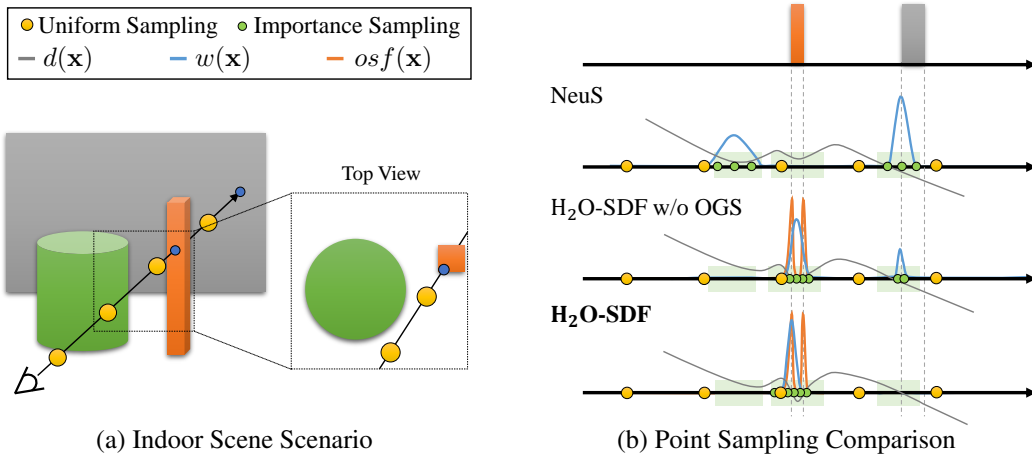 Uniform Sampling Importance Sampling
d(x) w(x) osf(x)
Top View
(a) Indoor Scene Scenario
NeuS
H₂O-SDF w/o OGS
H₂O-SDF
(b) Point Sampling Comparison